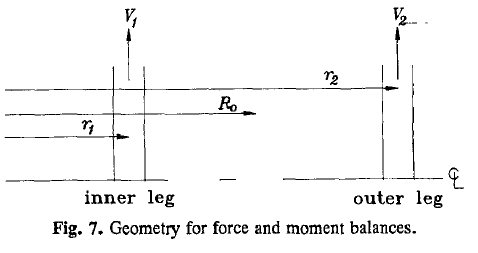 V₁
V₂
r₂
R₀
r₁
℄
inner leg
outer leg
Fig. 7. Geometry for force and moment balances.